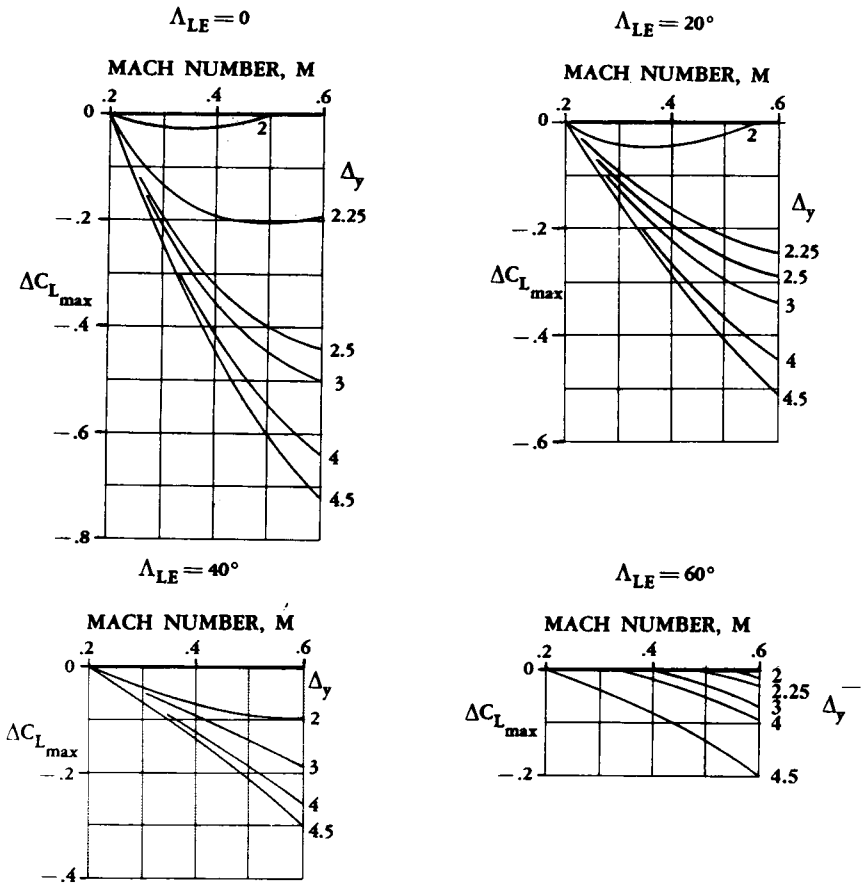 Λ_LE = 0
MACH NUMBER, M
.2 .4 .6
0
2
Δ_y
2.25
-.2
ΔC_L_max
2.5
-.4
3
-.6
4
4.5
-.8
Λ_LE = 20°
MACH NUMBER, M
.2 .4 .6
0
2
Δ_y
-.2
2.25
ΔC_L_max
2.5
3
-.4
4
4.5
-.6
Λ_LE = 40°
MACH NUMBER, M
.2 .4 .6
0
Δ_y
2
ΔC_L_max
3
-.2
4
4.5
-.4
Λ_LE = 60°
MACH NUMBER, M
.2 .4 .6
0
2
2.25
3
ΔC_L_max
Δ_y
4
-.2
4.5